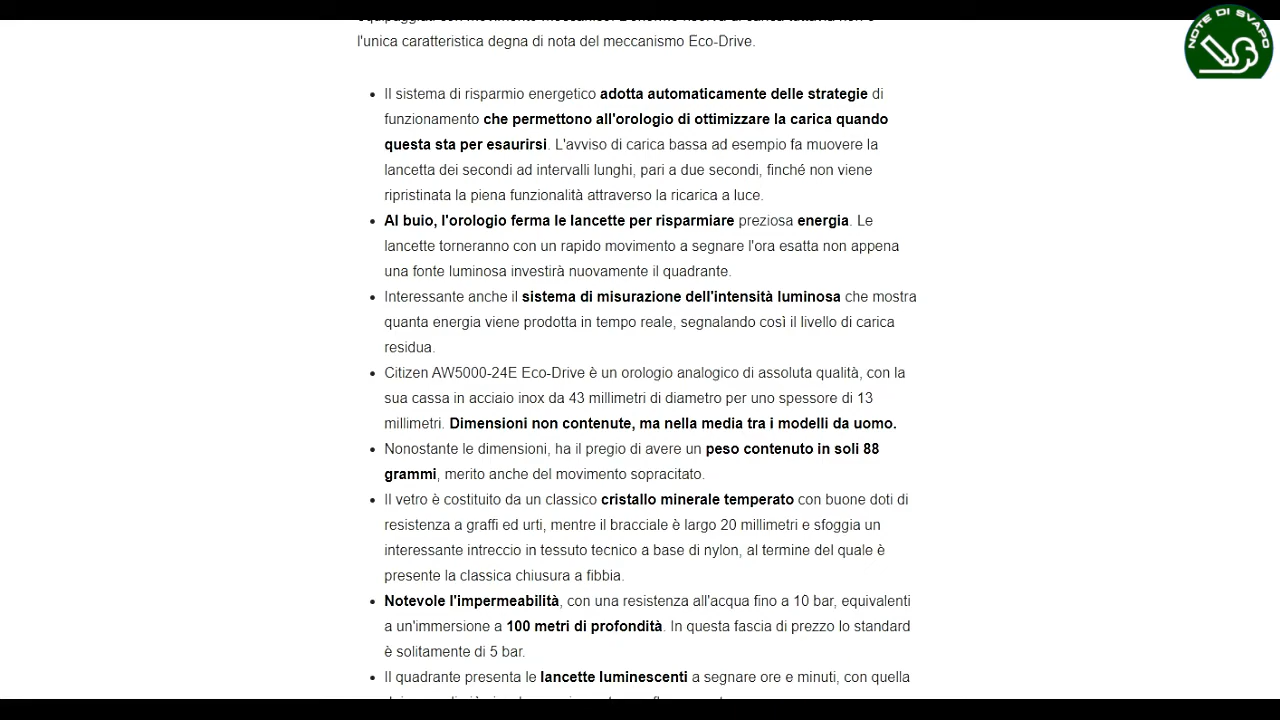 NOTE DI SVAPO
l'unica caratteristica degna di nota del meccanismo Eco-Drive.
Il sistema di risparmio energetico adotta automaticamente delle strategie di
funzionamento che permettono all'orologio di ottimizzare la carica quando
questa sta per esaurirsi. L'avviso di carica bassa ad esempio fa muovere la
lancetta dei secondi ad intervalli lunghi, pari a due secondi, finché non viene
ripristinata la piena funzionalità attraverso la ricarica a luce.
Al buio, l'orologio ferma le lancette per risparmiare preziosa energia. Le
lancette torneranno con un rapido movimento a segnare l'ora esatta non appena
una fonte luminosa investirà nuovamente il quadrante.
Interessante anche il sistema di misurazione dell'intensità luminosa che mostra
quanta energia viene prodotta in tempo reale, segnalando così il livello di carica
residua.
Citizen AW5000-24E Eco-Drive è un orologio analogico di assoluta qualità, con la
sua cassa in acciaio inox da 43 millimetri di diametro per uno spessore di 13
millimetri. Dimensioni non contenute, ma nella media tra i modelli da uomo.
Nonostante le dimensioni, ha il pregio di avere un peso contenuto in soli 88
grammi, merito anche del movimento sopracitato.
Il vetro è costituito da un classico cristallo minerale temperato con buone doti di
resistenza a graffi ed urti, mentre il bracciale è largo 20 millimetri e sfoggia un
interessante intreccio in tessuto tecnico a base di nylon, al termine del quale è
presente la classica chiusura a fibbia.
Notevole l'impermeabilità, con una resistenza all'acqua fino a 10 bar, equivalenti
a un'immersione a 100 metri di profondità. In questa fascia di prezzo lo standard
è solitamente di 5 bar.
Il quadrante presenta le lancette luminescenti a segnare ore e minuti, con quella